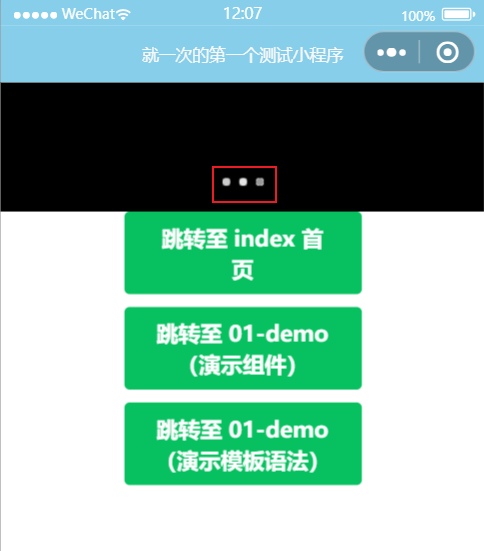 WeChat
12:07
100%
就一次的第一个测试小程序
跳转至 index 首
页
跳转至 01-demo
（演示组件）
跳转至 01-demo
（演示模板语法）